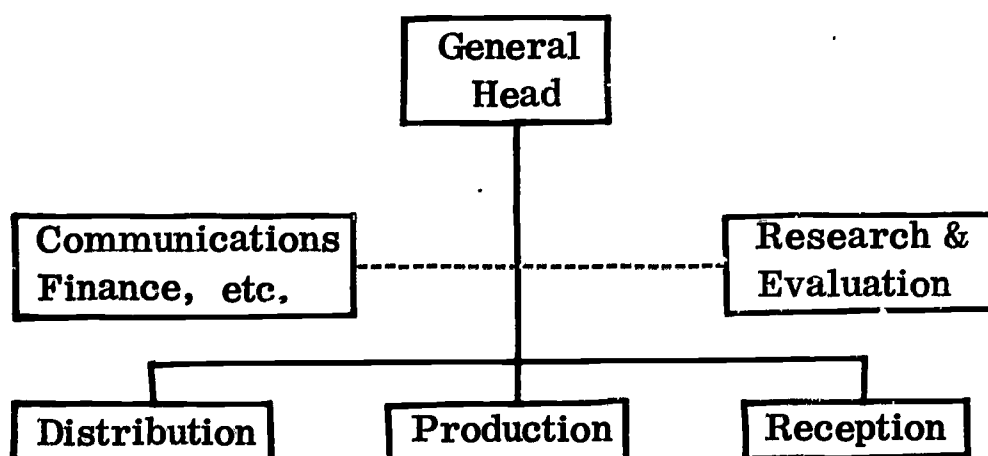 General
Head
Communications
Finance, etc.
Research &
Evaluation
Distribution
Production
Reception